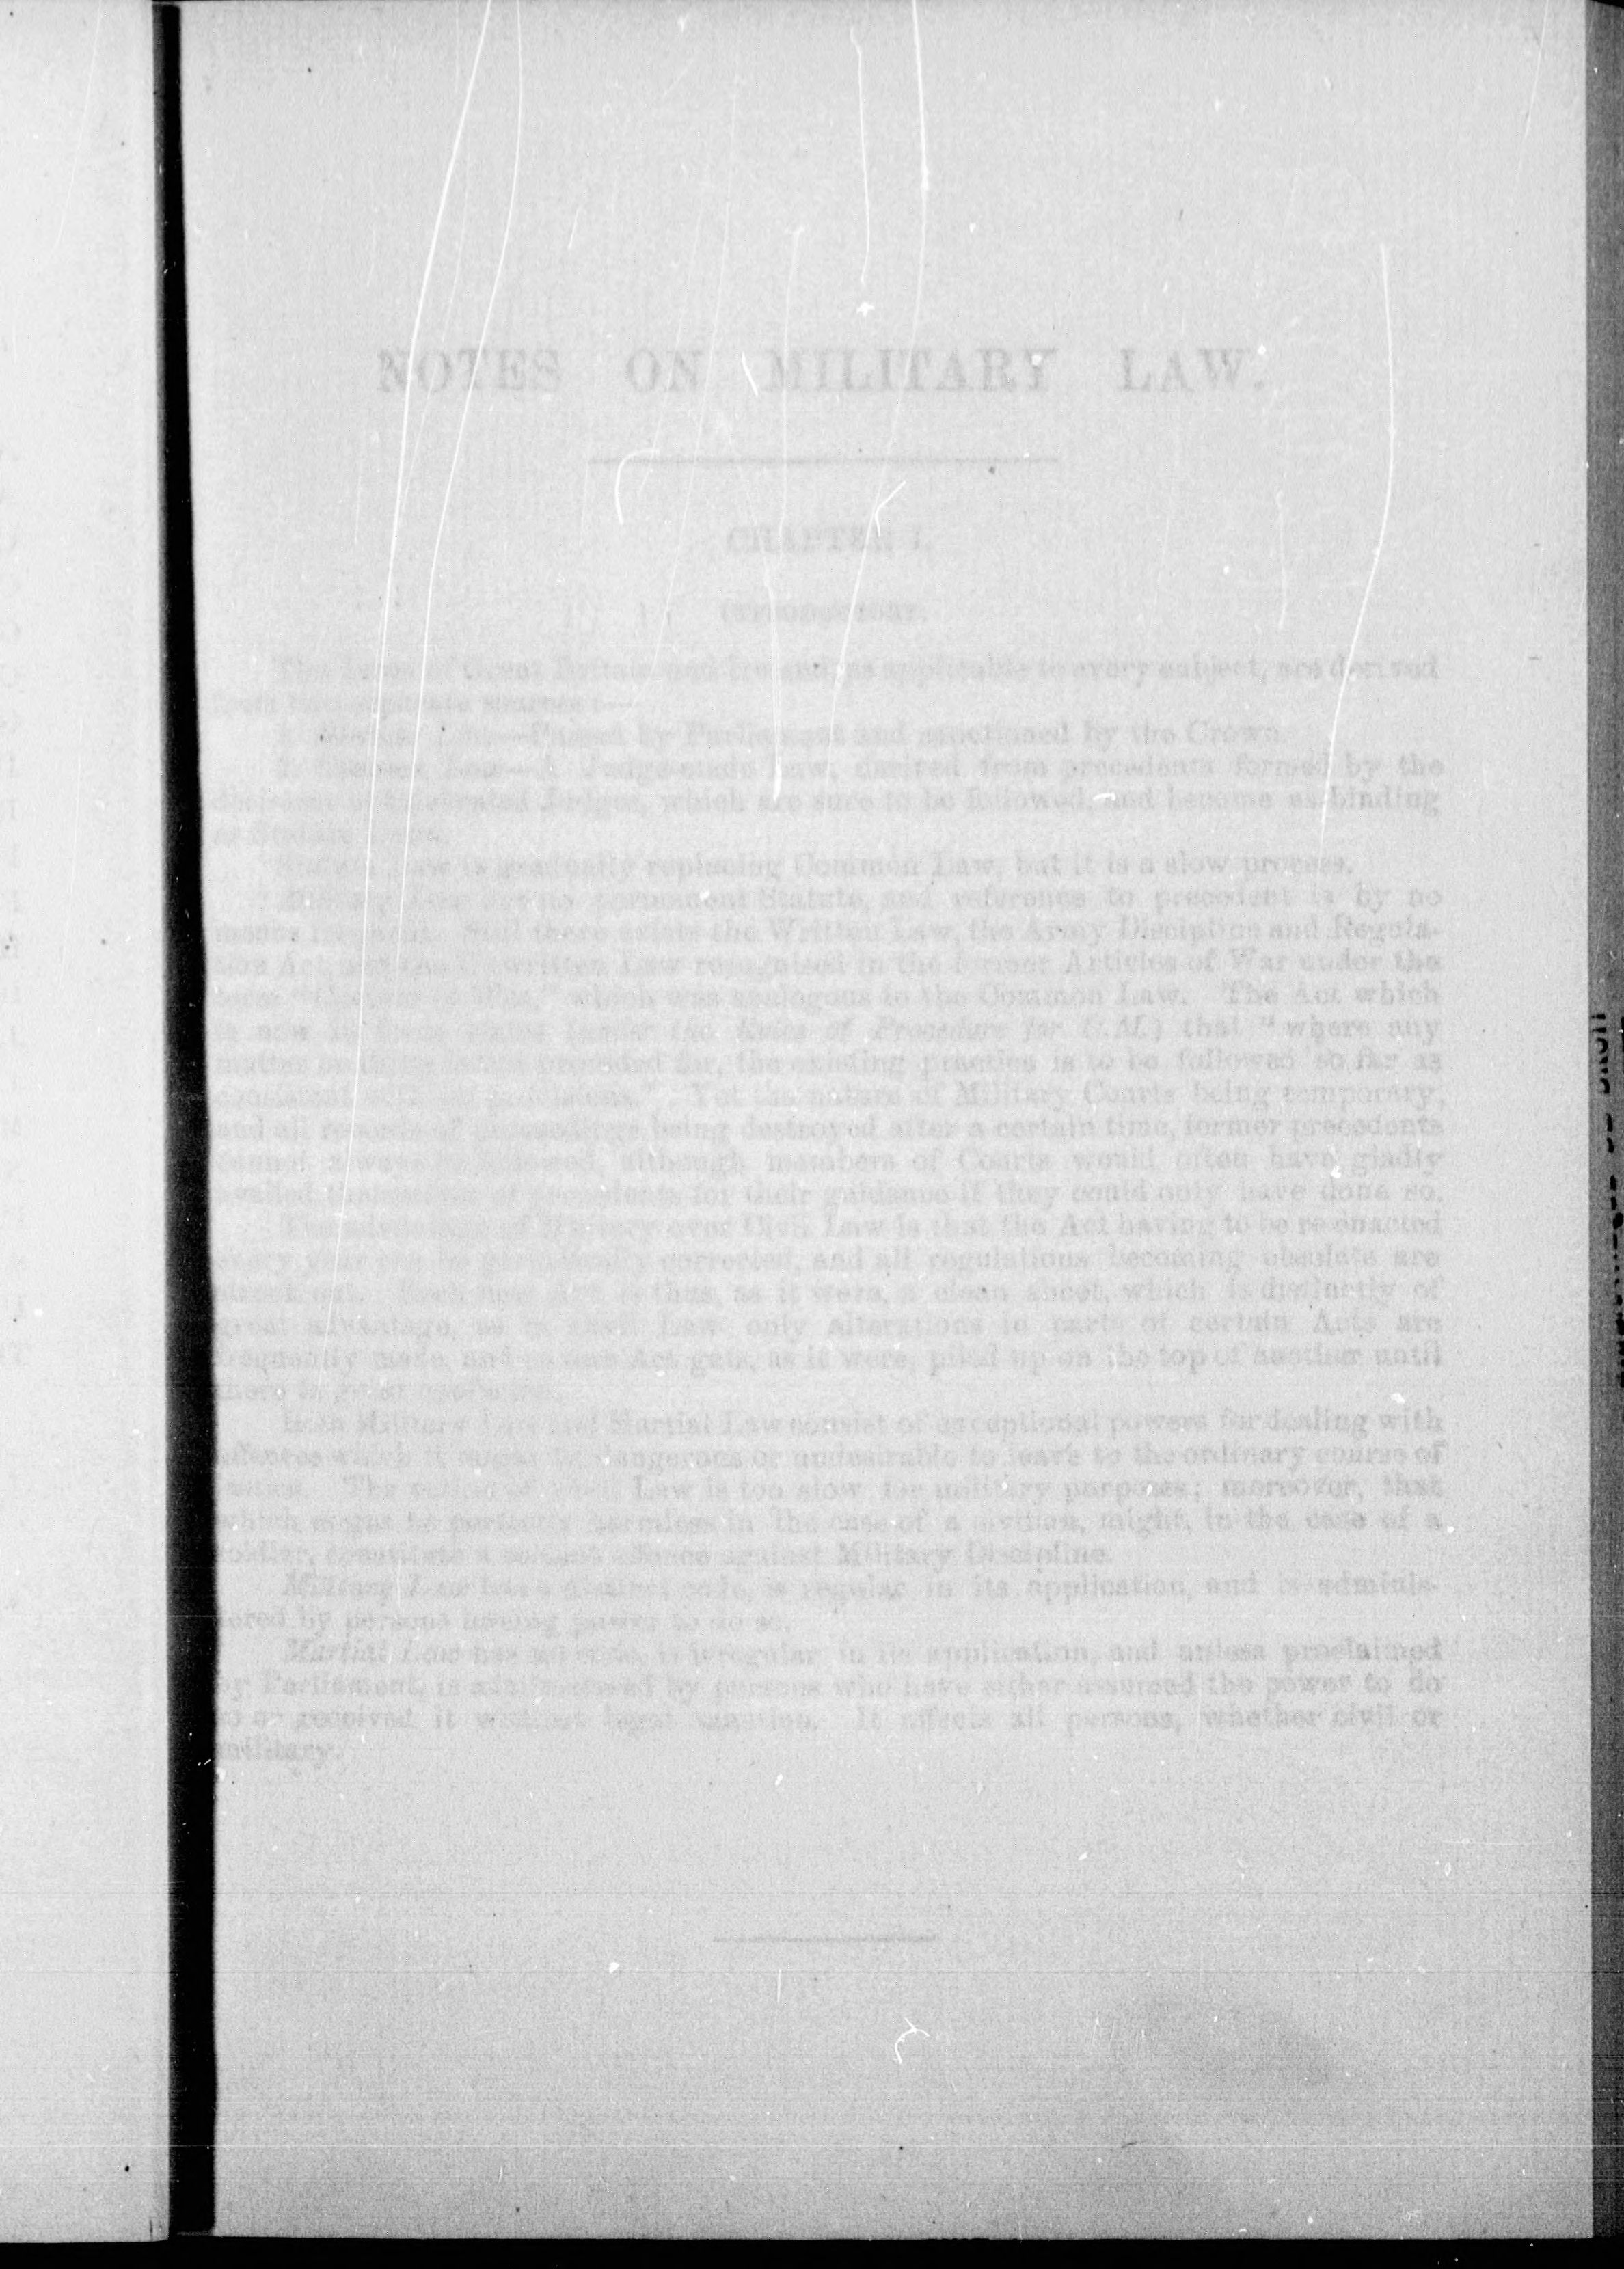 NOTES ON MILITARY LAW.
CHAPTER I.
INTRODUCTORY.
The Laws of Great Britain and Ireland, as applicable to every subject, are derived
from two separate sources:—
1. Statute Law.—Passed by Parliament and sanctioned by the Crown.
2. Common Law.—A Judge-made Law, derived from precedents formed by the
decisions of Judges, which are sure to be followed, and become as binding
as Statute Laws.
Statute Law is gradually replacing Common Law, but it is a slow process.
Military Law has no permanent Statute, and reference to precedent is by no
means frequent. Still there exists the Written Law, the Army Discipline and Regula-
tion Act, and the Unwritten Law recognised in the former Articles of War under the
term "Customs of War," which was analogous to the Common Law. The Act which
is now in force states (under the Rules of Procedure for C.M.) that "where any
matter is not provided for, the existing practice is to be followed so far as
consistent with its provisions." Yet the nature of Military Courts being temporary,
and all records of proceedings being destroyed after a certain time, former precedents
cannot always be followed, although members of Courts would often have gladly
availed themselves of precedents for their guidance if they could only have done so.
The advantage of Military over Civil Law is that the Act having to be re-enacted
every year can be periodically corrected, and all regulations becoming obsolete are
struck out. Each new Act is thus, as it were, a clean sheet, which is distinctly of
great advantage, as in Civil Law only alterations in parts of certain Acts are
frequently made, and so one Act gets, as it were, piled up on the top of another until
there is great confusion.
Both Military Law and Martial Law consist of exceptional powers for dealing with
offences which it might be dangerous or undesirable to leave to the ordinary course of
justice. The action of Civil Law is too slow for military purposes; moreover, that
which might be perfectly harmless in the case of a civilian, might, in the case of a
soldier, constitute a serious offence against Military Discipline.
Military Law has a distinct code, is regular in its application, and is adminis-
tered by persons having power to do so.
Martial Law has no code, is irregular in its application, and unless proclaimed
by Parliament, is administered by persons who have either assumed the power to do
so or received it without legal sanction. It affects all persons, whether civil or
military.